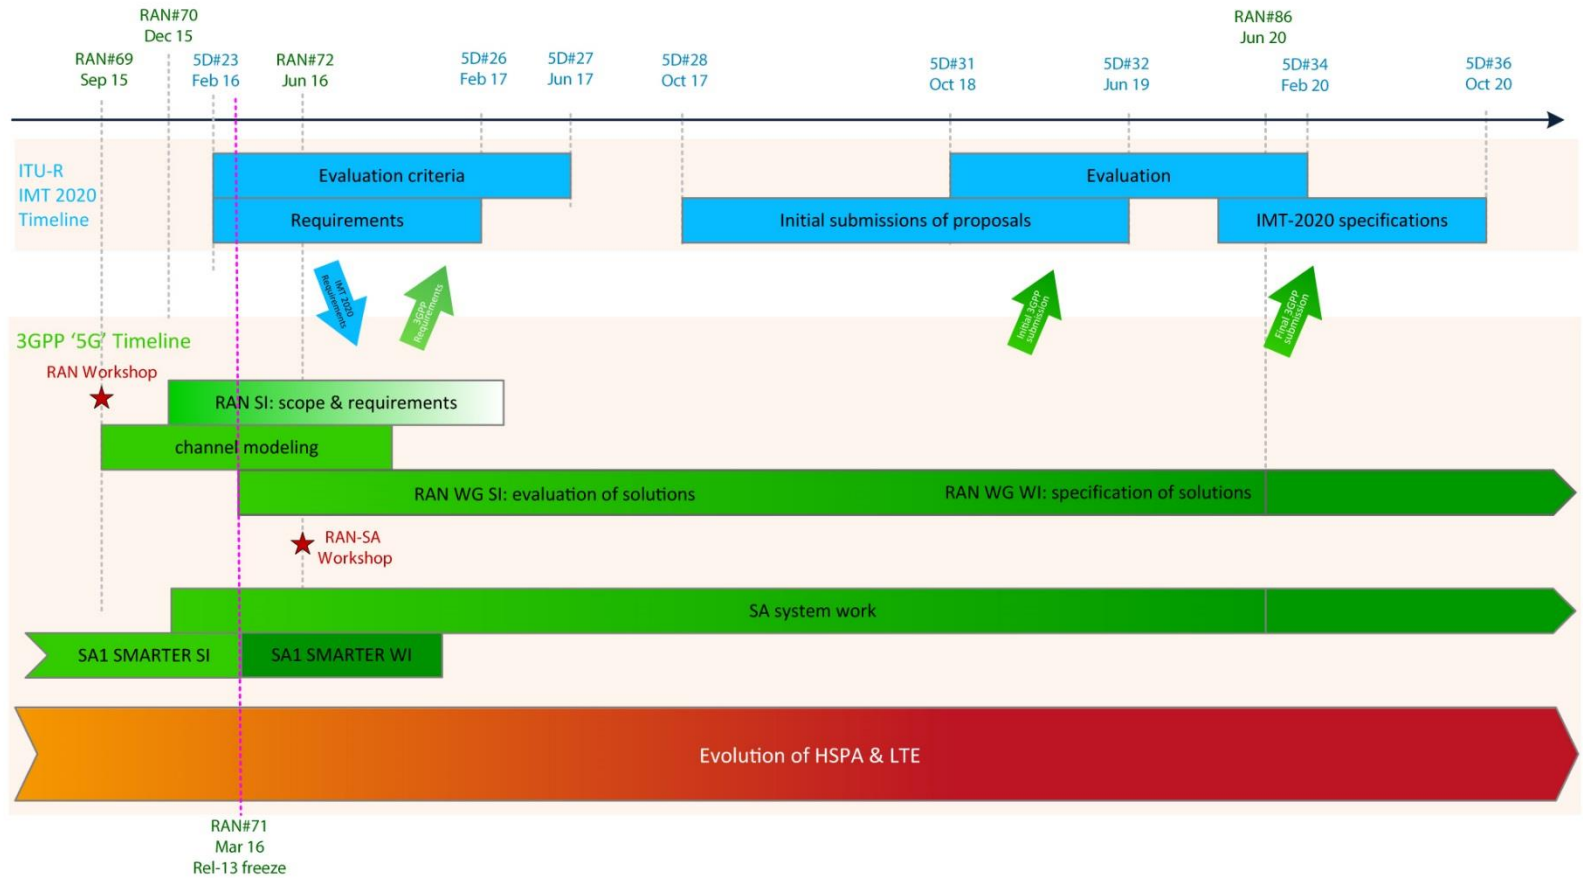 RAN#70
Dec 15
RAN#86
Jun 20
RAN#69
Sep 15
5D#23
Feb 16
RAN#72
Jun 16
5D#26
Feb 17
5D#27
Jun 17
5D#28
Oct 17
5D#31
Oct 18
5D#32
Jun 19
5D#34
Feb 20
5D#36
Oct 20
ITU-R
IMT 2020
Timeline
Evaluation criteria
Requirements
Evaluation
Initial submissions of proposals
IMT-2020 specifications
IMT 2020
Requirements
3GPP
Requirements
Initial 3GPP
submission
Final 3GPP
submission
3GPP ‘5G’ Timeline
RAN Workshop
RAN SI: scope & requirements
channel modeling
RAN WG SI: evaluation of solutions
RAN WG WI: specification of solutions
RAN-SA
Workshop
SA system work
SA1 SMARTER SI
SA1 SMARTER WI
Evolution of HSPA & LTE
RAN#71
Mar 16
Rel-13 freeze